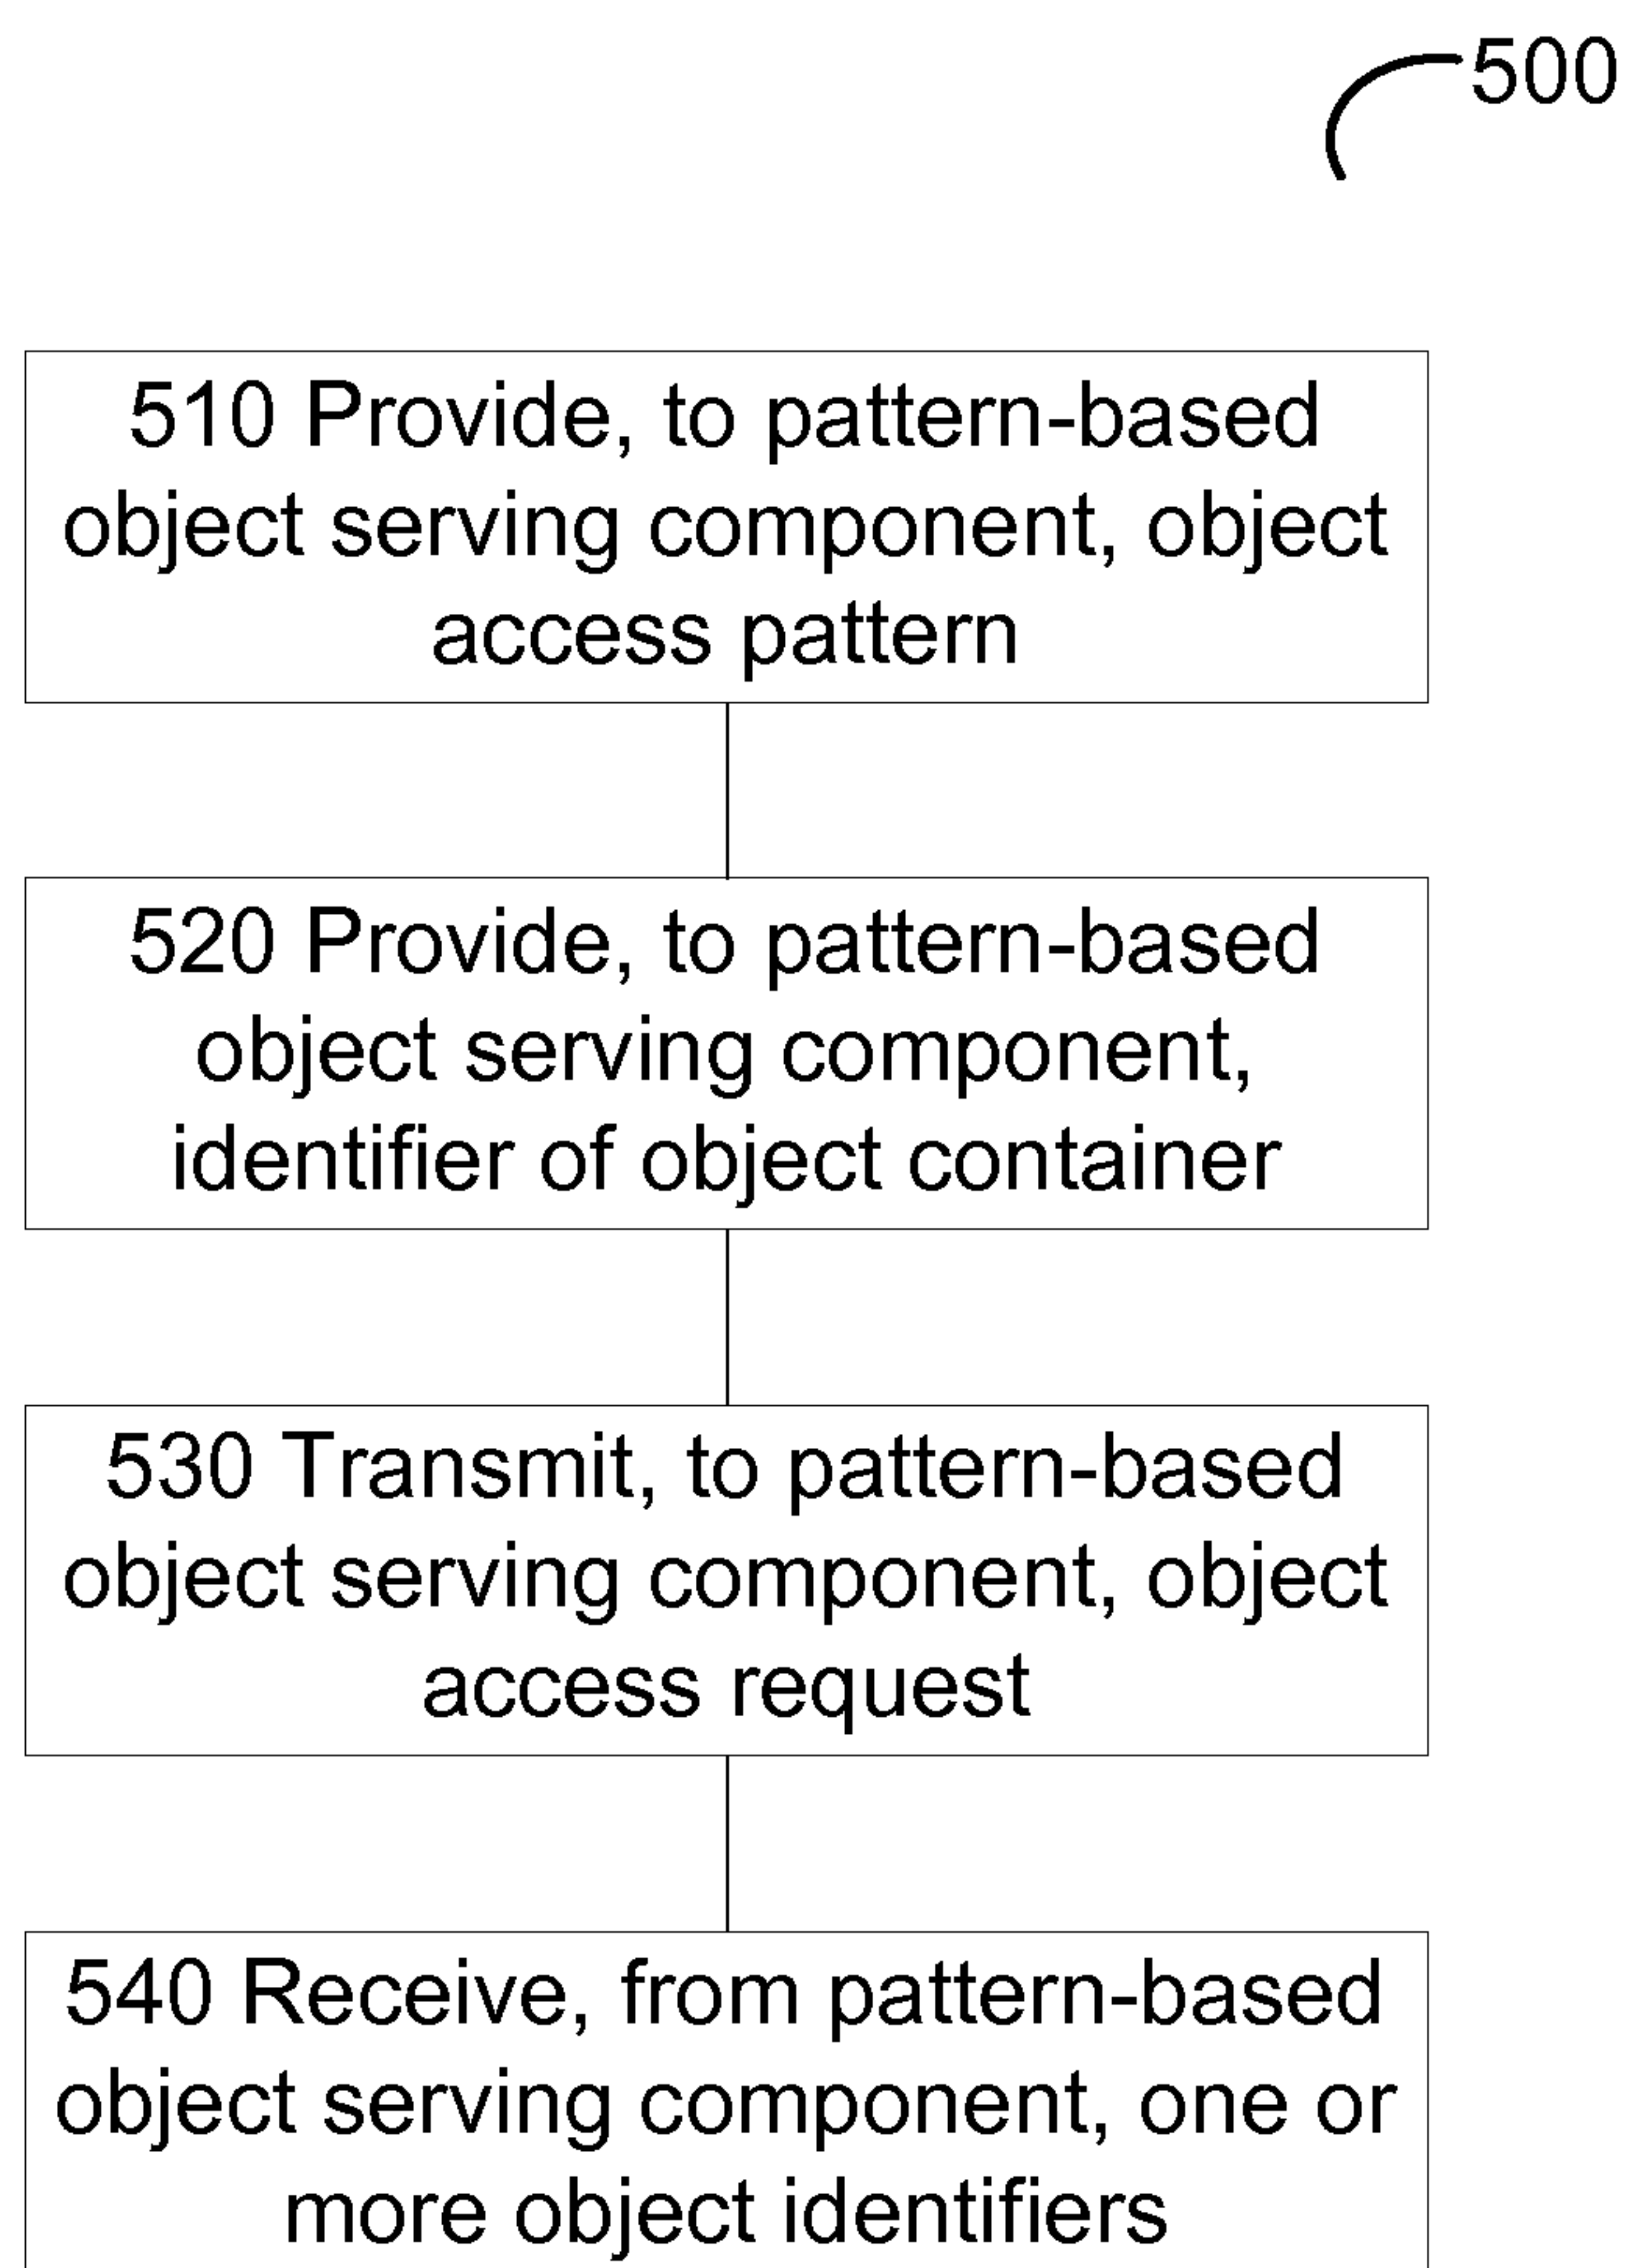 500
510 Provide, to pattern-based
object serving component, object
access pattern
520 Provide, to pattern-based
object serving component,
identifier of object container
530 Transmit, to pattern-based
object serving component, object
access request
540 Receive, from pattern-based
object serving component, one or
more object identifiers